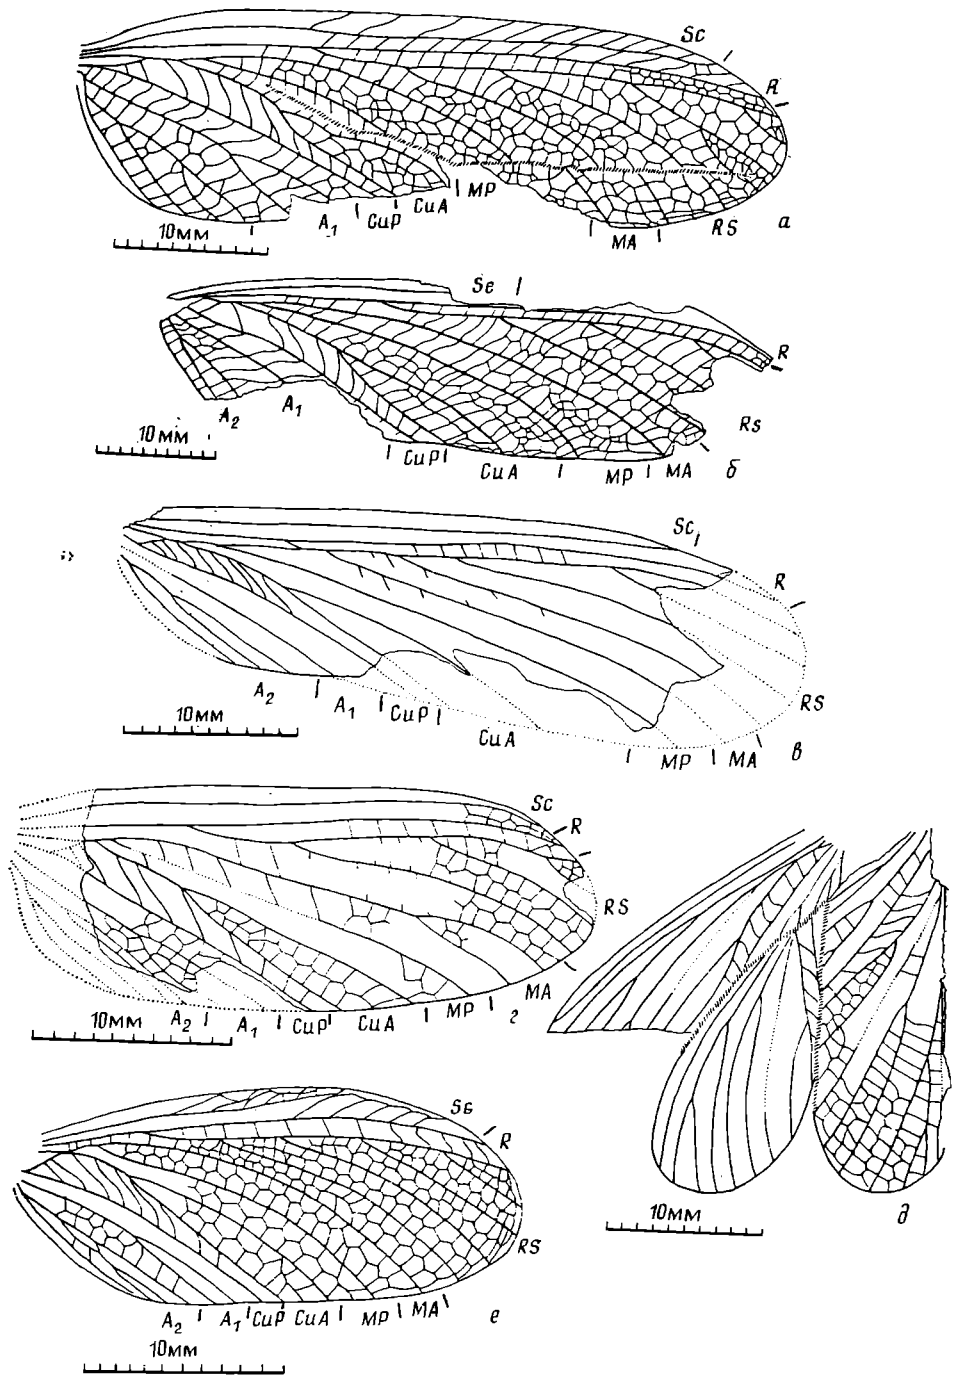 Sc
R
A₁ CuP CuA MP
MA RS а
10мм
Se
R
A₂ A₁ Rs
10мм
CuP CuA MP MA б
Sc
R
A₂ A₁ CuP CuA MP MA RS в
10мм
Sc
R
RS
A₂ A₁ CuP CuA MP MA г
10мм
10мм д
Sc
R
RS
A₂ A₁ CuP CuA MP MA е
10мм